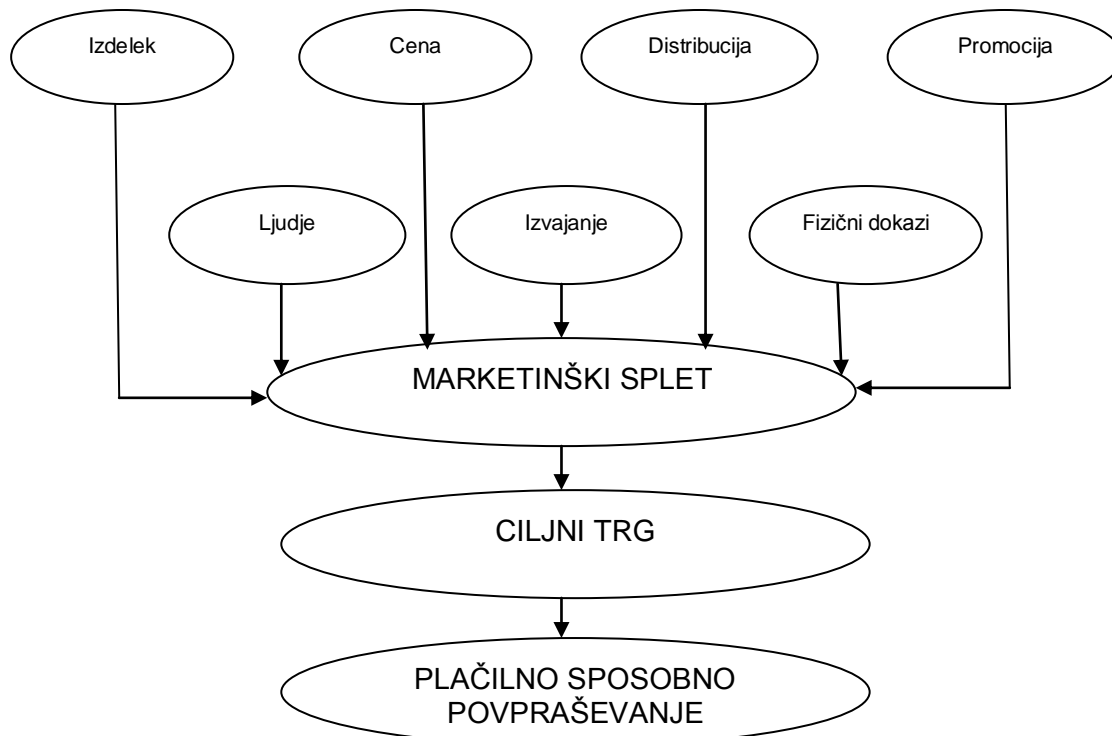 Izdelek
Cena
Distribucija
Promocija
Ljudje
Izvajanje
Fizični dokazi
MARKETINŠKI SPLET
CILJNI TRG
PLAČILNO SPOSOBNO
POVPRAŠEVANJE